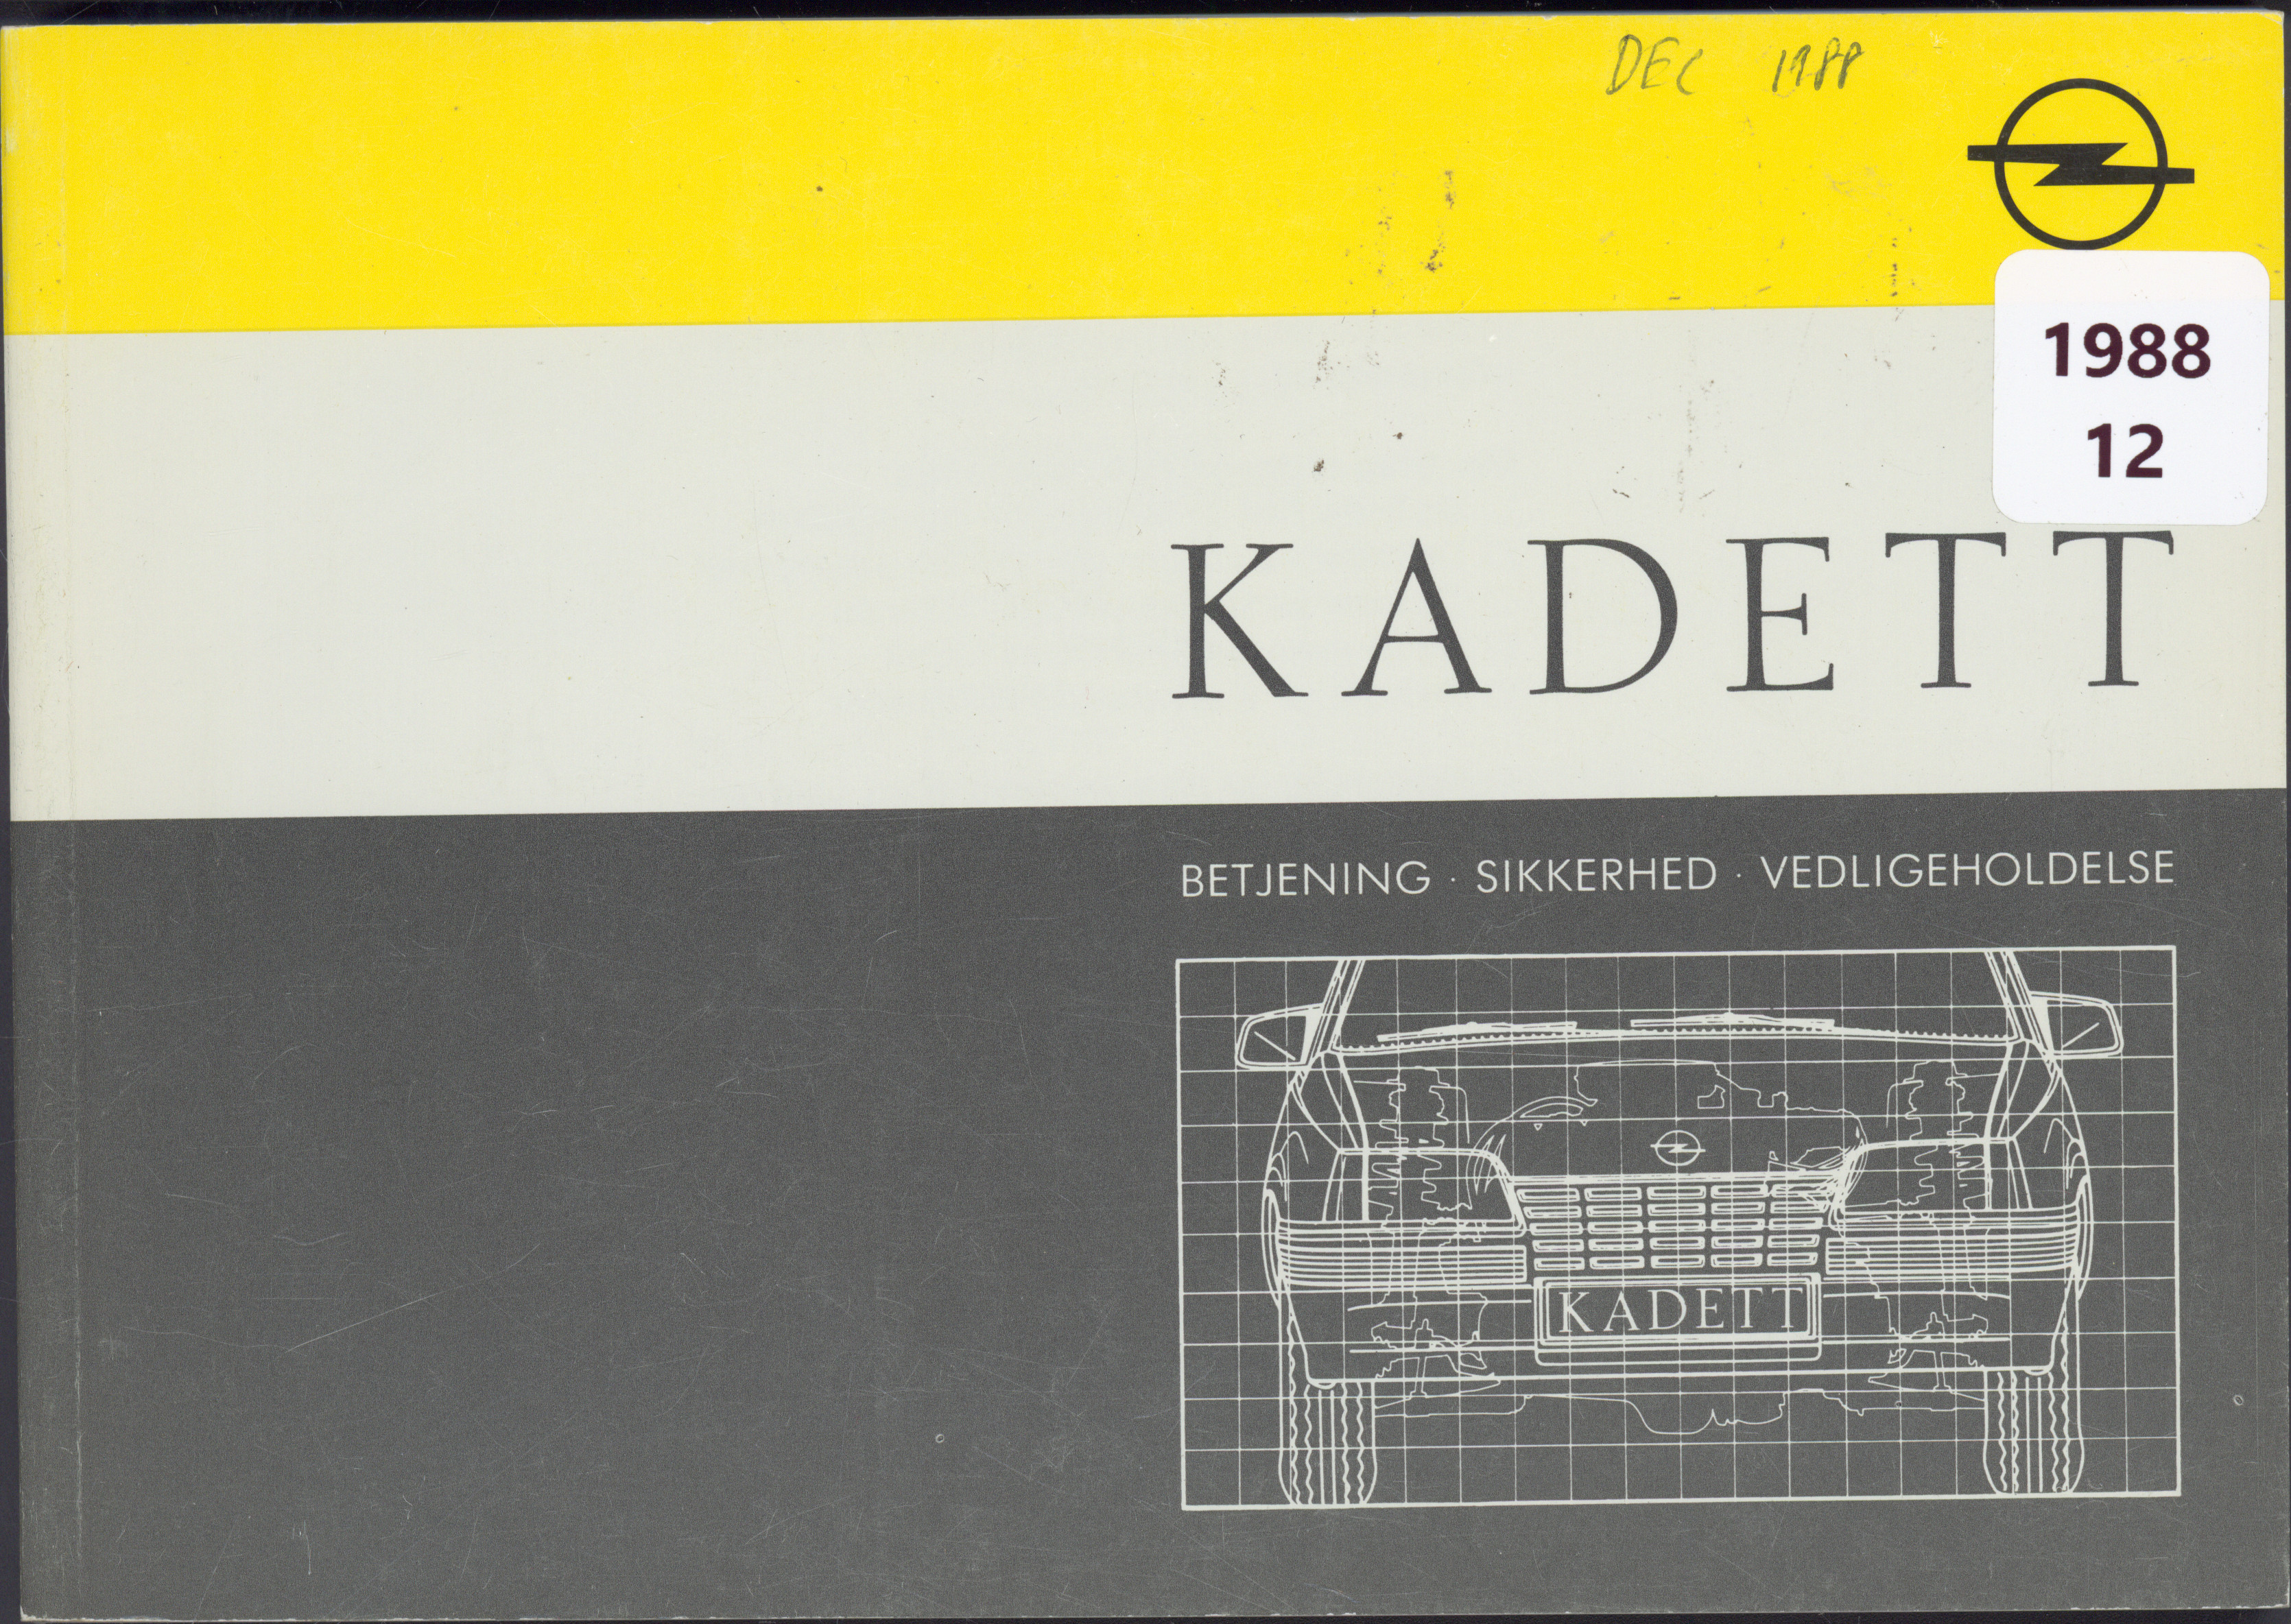 DEC 1988
1988
12
KADETT
BETJENING · SIKKERHED · VEDLIGEHOLDELSE
KADETT